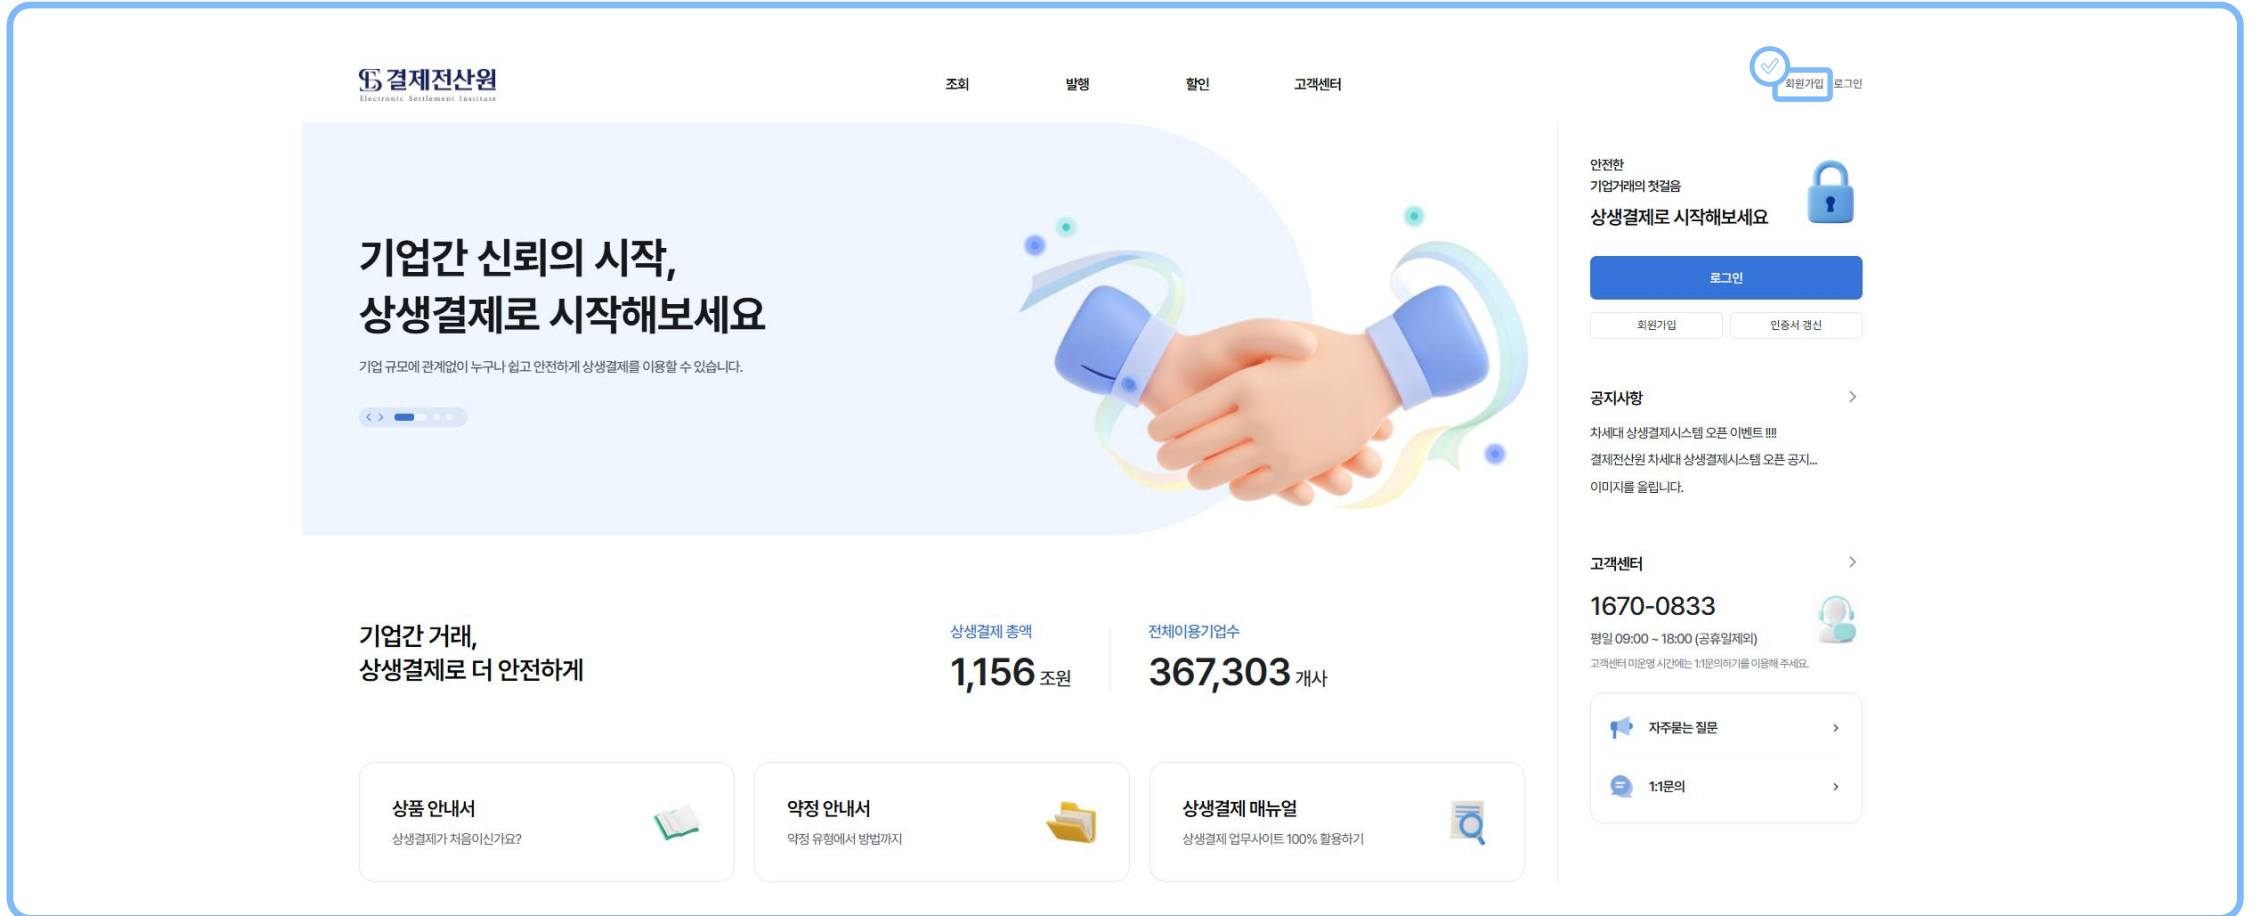 결제전산원
Electronic Settlement Institute
조회
발행
할인
고객센터
회원가입
로그인
기업간 신뢰의 시작,
상생결제로 시작해보세요
기업 규모에 관계없이 누구나 쉽고 안전하게 상생결제를 이용할 수 있습니다.
안전한
기업거래의 첫걸음
상생결제로 시작해보세요
로그인
회원가입
인증서 갱신
공지사항
차세대 상생결제시스템 오픈 이벤트 !!!!
결제전산원 차세대 상생결제시스템 오픈 공지...
이미지를 올립니다.
고객센터
1670-0833
평일 09:00 ~ 18:00 (공휴일제외)
고객센터 미운영 시간에는 1:1문의하기를 이용해 주세요.
자주묻는 질문
1:1문의
기업간 거래,
상생결제로 더 안전하게
상생결제 총액
1,156 조원
전체이용기업수
367,303 개사
상품 안내서
상생결제가 처음이신가요?
약정 안내서
약정 유형에서 방법까지
상생결제 매뉴얼
상생결제 업무사이트 100% 활용하기